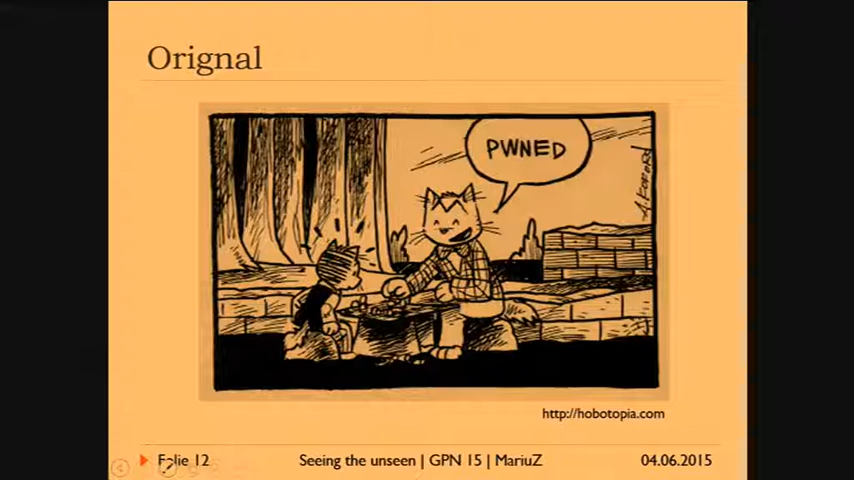 Orignal
PWNED
http://hobotopia.com
Folie 12
Seeing the unseen | GPN 15 | MariuZ
04.06.2015